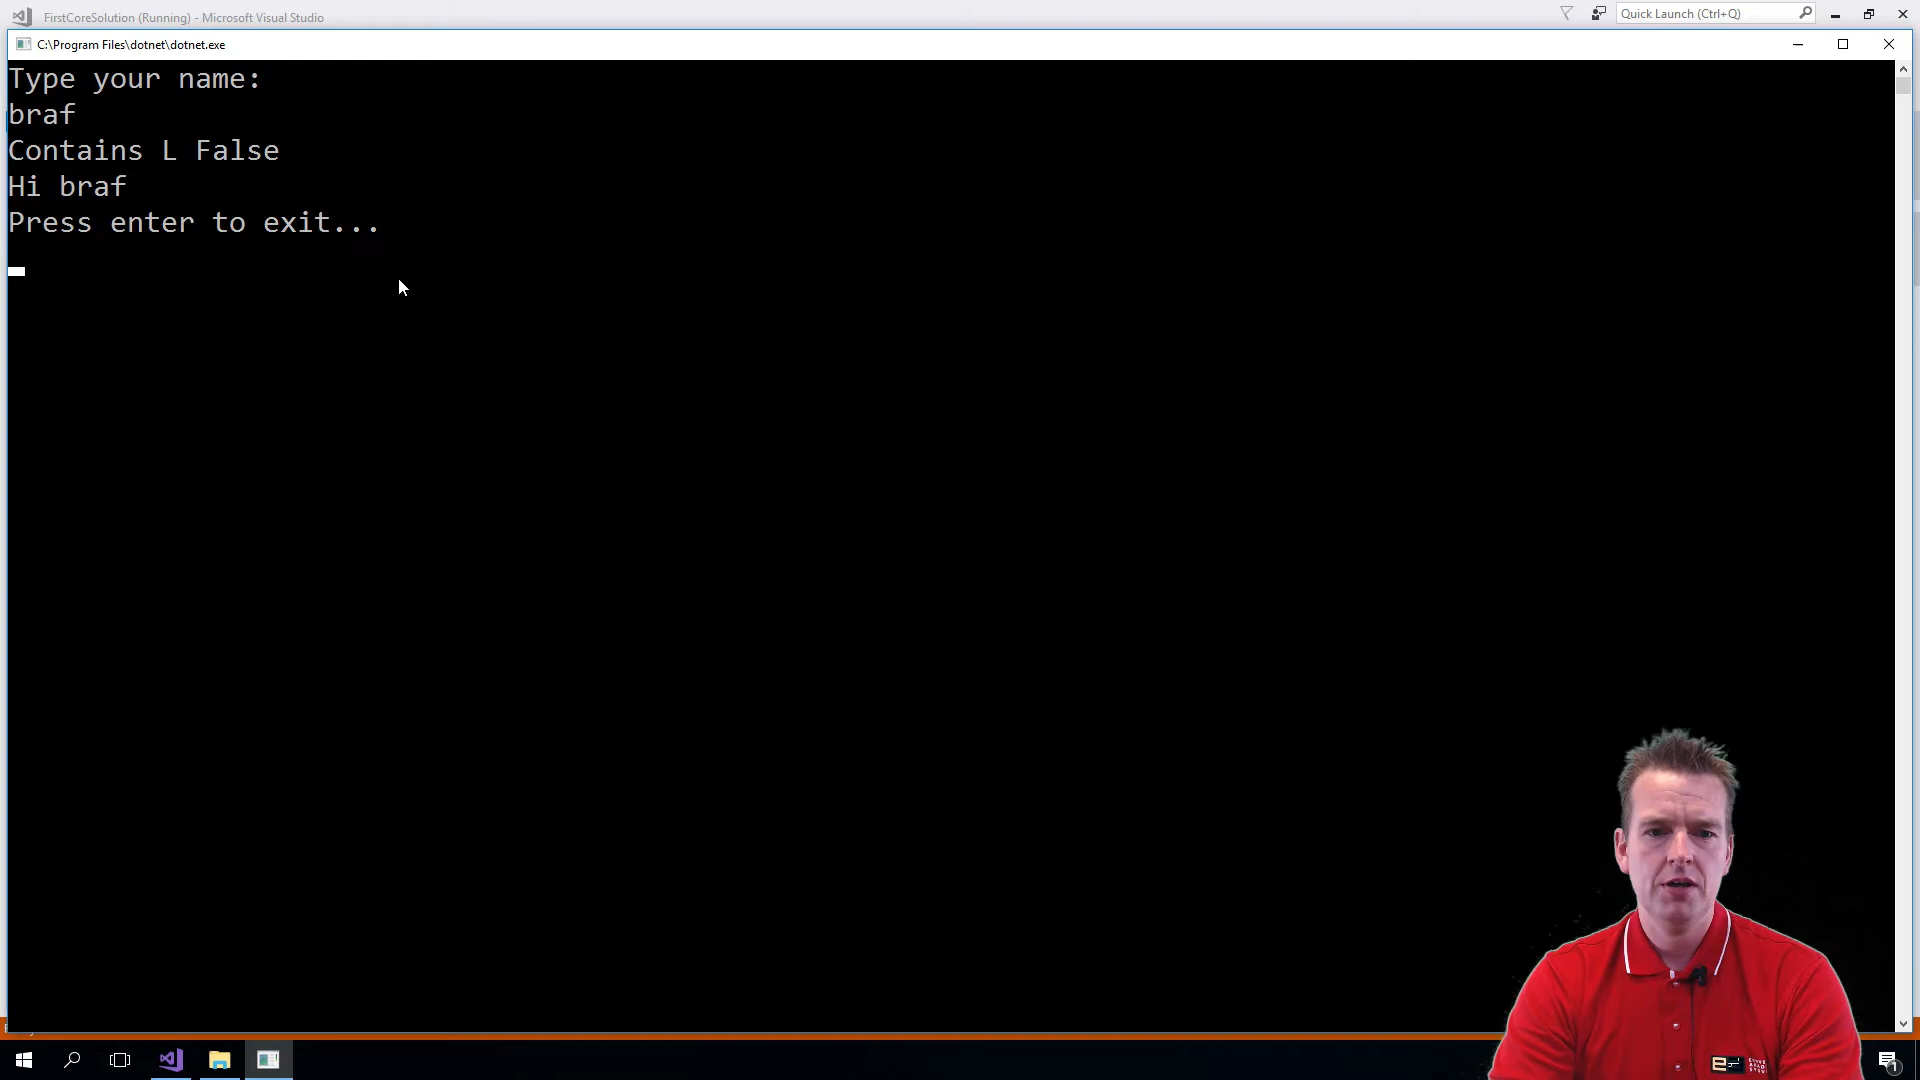 FirstCoreSolution (Running) - Microsoft Visual Studio
Quick Launch (Ctrl+Q)
C:\Program Files\dotnet\dotnet.exe
Type your name:
braf
Contains L False
Hi braf
Press enter to exit...
1